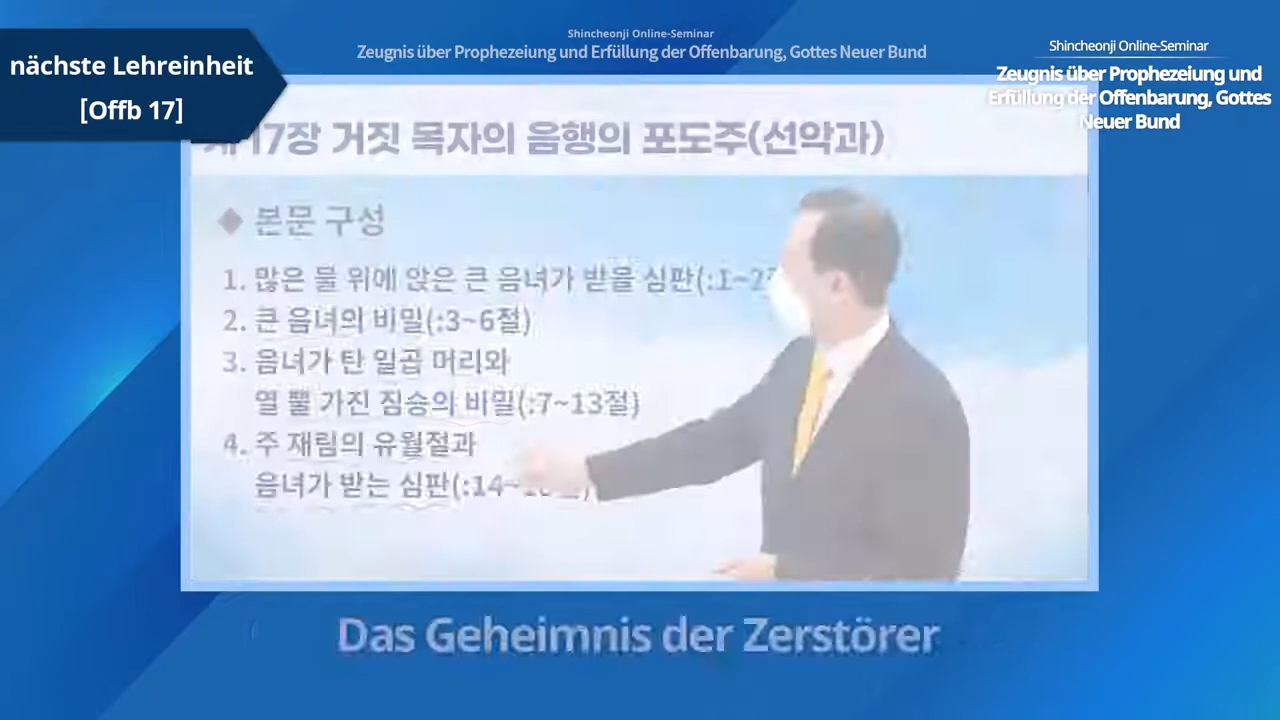 nächste Lehreinheit
[Offb 17]
Shincheonji Online-Seminar
Zeugnis über Prophezeiung und Erfüllung der Offenbarung, Gottes Neuer Bund
Shincheonji Online-Seminar
Zeugnis über Prophezeiung und
Erfüllung der Offenbarung, Gottes
Neuer Bund
제17장 거짓 목자의 음행의 포도주(선악과)
◆ 본문 구성
1. 많은 물 위에 앉은 큰 음녀가 받을 심판(:1~2
2. 큰 음녀의 비밀(:3~6절)
3. 음녀가 탄 일곱 머리와
열 뿔 가진 짐승의 비밀(:7~13절)
4. 주 재림의 유월절과
음녀가 받는 심판(:14~
Das Geheimnis der Zerstörer